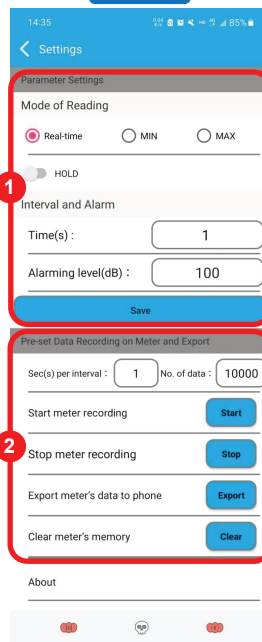 14:35
85%
Settings
Parameter Settings
Mode of Reading
Real-time MIN MAX
HOLD
1
Interval and Alarm
Time(s) : 1
Alarming level(dB) : 100
Save
Pre-set Data Recording on Meter and Export
Sec(s) per interval : 1 No. of data : 10000
Start meter recording Start
2
Stop meter recording Stop
Export meter's data to phone Export
Clear meter's memory Clear
About